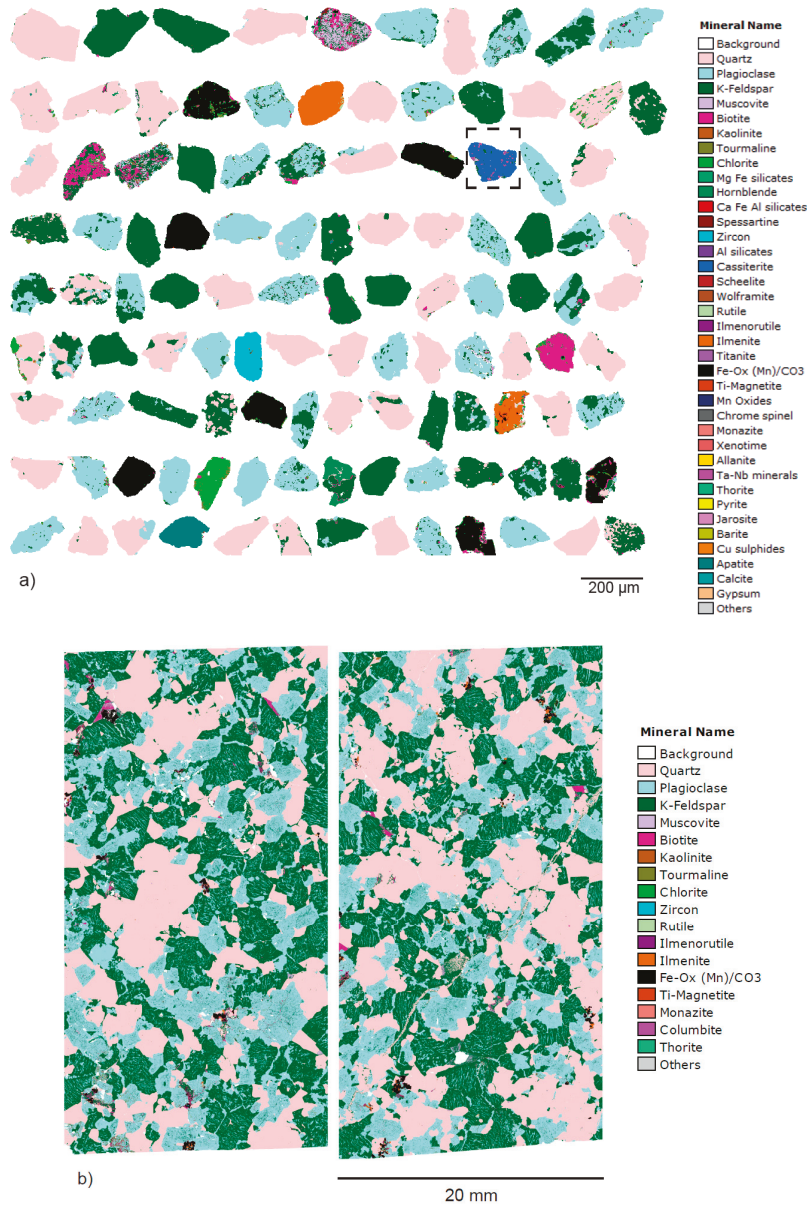 Mineral Name
Background
Quartz
Plagioclase
K-Feldspar
Muscovite
Biotite
Kaolinite
Tourmaline
Chlorite
Mg Fe silicates
Hornblende
Ca Fe Al silicates
Spessartine
Zircon
Al silicates
Cassiterite
Scheelite
Wolframite
Rutile
Ilmenorutile
Ilmenite
Titanite
Fe-Ox (Mn)/CO3
Ti-Magnetite
Mn Oxides
Chrome spinel
Monazite
Xenotime
Allanite
Ta-Nb minerals
Thorite
Pyrite
Jarosite
Barite
Cu sulphides
Apatite
Calcite
Gypsum
Others
a)
200 µm
Mineral Name
Background
Quartz
Plagioclase
K-Feldspar
Muscovite
Biotite
Kaolinite
Tourmaline
Chlorite
Zircon
Rutile
Ilmenorutile
Ilmenite
Fe-Ox (Mn)/CO3
Ti-Magnetite
Monazite
Columbite
Thorite
Others
b)
20 mm